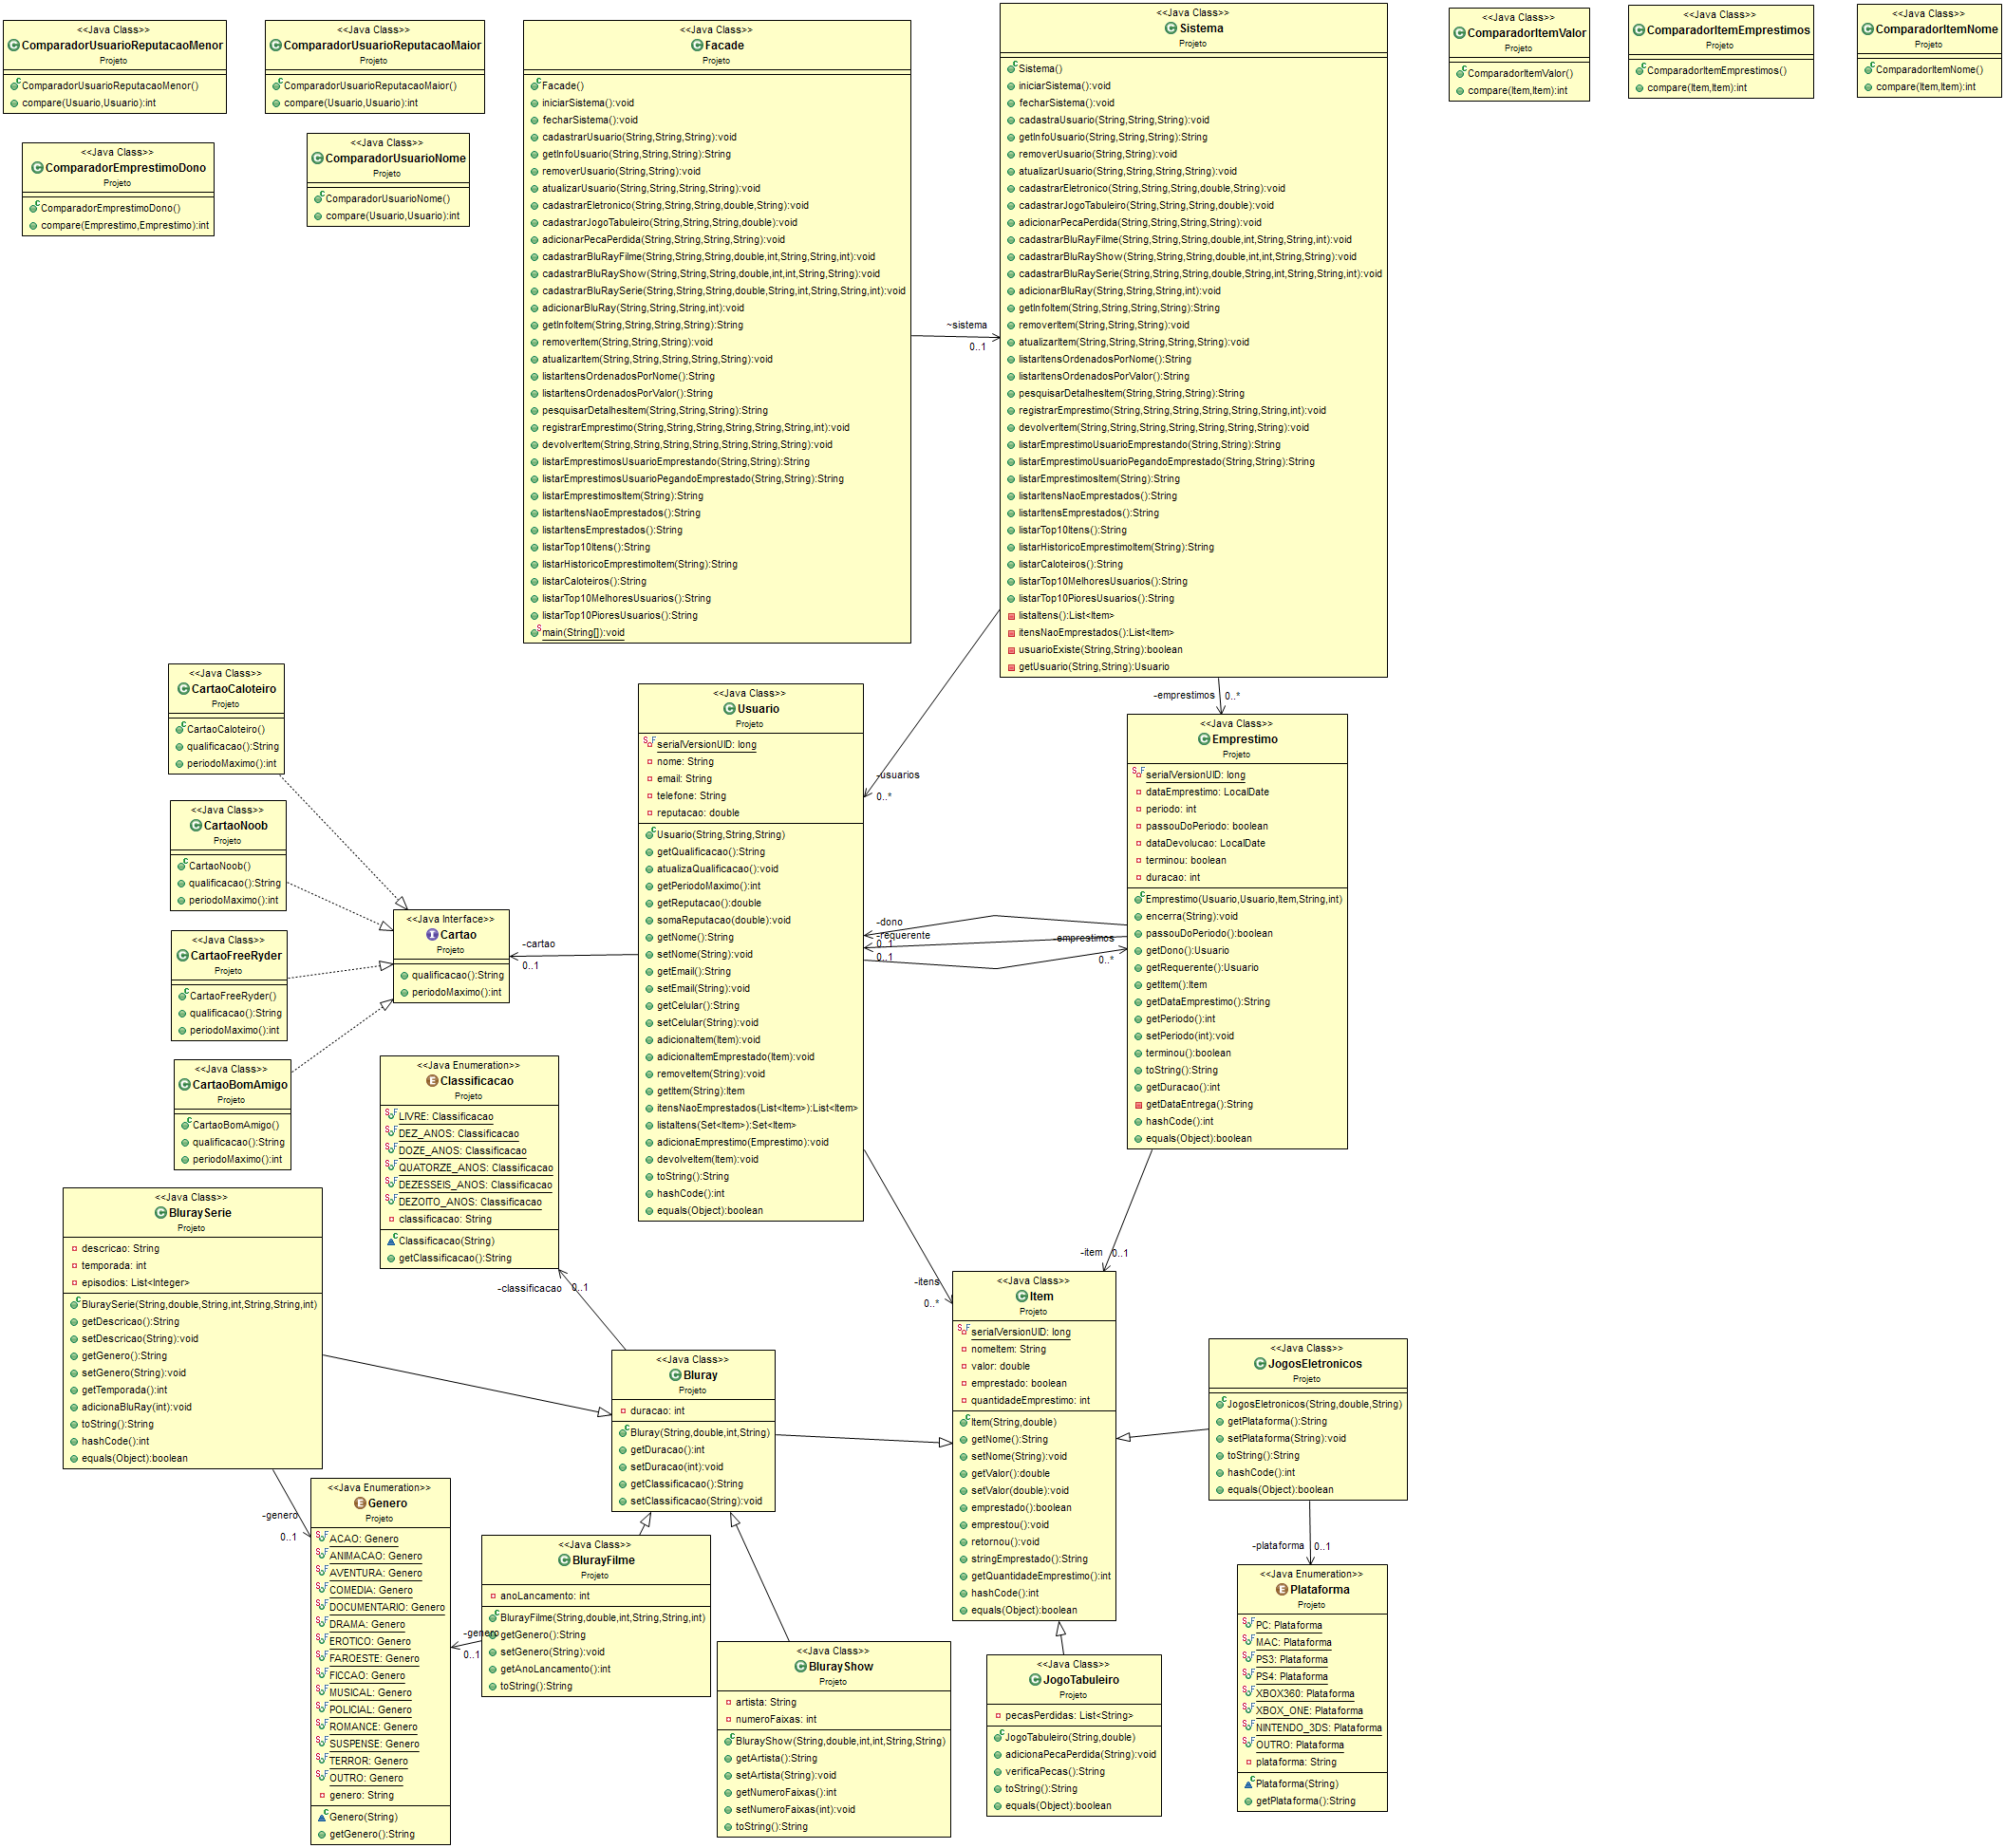 <<Java Class>>
ComparadorUsuarioReputacaoMenor
Projeto
ComparadorUsuarioReputacaoMenor()
compare(Usuario,Usuario):int
<<Java Class>>
ComparadorUsuarioReputacaoMaior
Projeto
ComparadorUsuarioReputacaoMaior()
compare(Usuario,Usuario):int
<<Java Class>>
ComparadorEmprestimoDono
Projeto
ComparadorEmprestimoDono()
compare(Emprestimo,Emprestimo):int
<<Java Class>>
ComparadorUsuarioNome
Projeto
ComparadorUsuarioNome()
compare(Usuario,Usuario):int
<<Java Class>>
Facade
Projeto
Facade()
iniciarSistema():void
fecharSistema():void
cadastrarUsuario(String,String,String):void
getInfoUsuario(String,String,String):String
removerUsuario(String,String):void
atualizarUsuario(String,String,String,String):void
cadastrarEletronico(String,String,String,double,String):void
cadastrarJogoTabuleiro(String,String,String,double):void
adicionarPecaPerdida(String,String,String,String):void
cadastrarBluRayFilme(String,String,String,double,int,String,String,int):void
cadastrarBluRayShow(String,String,String,double,int,int,String,String):void
cadastrarBluRaySerie(String,String,String,double,String,int,String,String,int):void
adicionarBluRay(String,String,String,int):void
getInfoItem(String,String,String,String):String
removerItem(String,String,String):void
atualizarItem(String,String,String,String,String):void
listarItensOrdenadosPorNome():String
listarItensOrdenadosPorValor():String
pesquisarDetalhesItem(String,String,String):String
registrarEmprestimo(String,String,String,String,String,String,int):void
devolverItem(String,String,String,String,String,String,String):void
listarEmprestimosUsuarioEmprestando(String,String):String
listarEmprestimosUsuarioPegandoEmprestado(String,String):String
listarEmprestimosItem(String):String
listarItensNaoEmprestados():String
listarItensEmprestados():String
listarTop10Itens():String
listarHistoricoEmprestimoItem(String):String
listarCaloteiros():String
listarTop10MelhoresUsuarios():String
listarTop10PioresUsuarios():String
main(String[]):void
~sistema
0..1
<<Java Class>>
Sistema
Projeto
Sistema()
iniciarSistema():void
fecharSistema():void
cadastraUsuario(String,String,String):void
getInfoUsuario(String,String,String):String
removerUsuario(String,String):void
atualizarUsuario(String,String,String,String):void
cadastrarEletronico(String,String,String,double,String):void
cadastrarJogoTabuleiro(String,String,String,double):void
adicionarPecaPerdida(String,String,String,String):void
cadastrarBluRayFilme(String,String,String,double,int,String,String,int):void
cadastrarBluRayShow(String,String,String,double,int,int,String,String):void
cadastrarBluRaySerie(String,String,String,double,String,int,String,String,int):void
adicionarBluRay(String,String,String,int):void
getInfoItem(String,String,String,String):String
removerItem(String,String,String):void
atualizarItem(String,String,String,String,String):void
listarItensOrdenadosPorNome():String
listarItensOrdenadosPorValor():String
pesquisarDetalhesItem(String,String,String):String
registrarEmprestimo(String,String,String,String,String,String,int):void
devolverItem(String,String,String,String,String,String,String):void
listarEmprestimoUsuarioEmprestando(String,String):String
listarEmprestimoUsuarioPegandoEmprestado(String,String):String
listarEmprestimosItem(String):String
listarItensNaoEmprestados():String
listarItensEmprestados():String
listarTop10Itens():String
listarHistoricoEmprestimoItem(String):String
listarCaloteiros():String
listarTop10MelhoresUsuarios():String
listarTop10PioresUsuarios():String
listaItens():List<Item>
itensNaoEmprestados():List<Item>
usuarioExiste(String,String):boolean
getUsuario(String,String):Usuario
<<Java Class>>
ComparadorItemValor
Projeto
ComparadorItemValor()
compare(Item,Item):int
<<Java Class>>
ComparadorItemEmprestimos
Projeto
ComparadorItemEmprestimos()
compare(Item,Item):int
<<Java Class>>
ComparadorItemNome
Projeto
ComparadorItemNome()
compare(Item,Item):int
<<Java Class>>
CartaoCaloteiro
Projeto
CartaoCaloteiro()
qualificacao():String
periodoMaximo():int
<<Java Class>>
CartaoNoob
Projeto
CartaoNoob()
qualificacao():String
periodoMaximo():int
<<Java Class>>
CartaoFreeRyder
Projeto
CartaoFreeRyder()
qualificacao():String
periodoMaximo():int
<<Java Class>>
CartaoBomAmigo
Projeto
CartaoBomAmigo()
qualificacao():String
periodoMaximo():int
<<Java Interface>>
Cartao
Projeto
qualificacao():String
periodoMaximo():int
-cartao
0..1
<<Java Class>>
Usuario
Projeto
serialVersionUID: long
nome: String
email: String
telefone: String
reputacao: double
Usuario(String,String,String)
getQualificacao():String
atualizaQualificacao():void
getPeriodoMaximo():int
getReputacao():double
somaReputacao(double):void
getNome():String
setNome(String):void
getEmail():String
setEmail(String):void
getCelular():String
setCelular(String):void
adicionaItem(Item):void
adicionaItemEmprestado(Item):void
removeItem(String):void
getItem(String):Item
itensNaoEmprestados(List<Item>):List<Item>
listaItens(Set<Item>):Set<Item>
adicionaEmprestimo(Emprestimo):void
devolveItem(Item):void
toString():String
hashCode():int
equals(Object):boolean
-usuarios
0..*
-emprestimos
0..*
-dono
-requerente
0..1
0..1
-emprestimos
0..*
<<Java Class>>
Emprestimo
Projeto
serialVersionUID: long
dataEmprestimo: LocalDate
periodo: int
passouDoPeriodo: boolean
dataDevolucao: LocalDate
terminou: boolean
duracao: int
Emprestimo(Usuario,Usuario,Item,String,int)
encerra(String):void
passouDoPeriodo():boolean
getDono():Usuario
getRequerente():Usuario
getItem():Item
getDataEmprestimo():String
getPeriodo():int
setPeriodo(int):void
terminou():boolean
toString():String
getDuracao():int
getDataEntrega():String
hashCode():int
equals(Object):boolean
<<Java Enumeration>>
Classificacao
Projeto
LIVRE: Classificacao
DEZ_ANOS: Classificacao
DOZE_ANOS: Classificacao
QUATORZE_ANOS: Classificacao
DEZESSEIS_ANOS: Classificacao
DEZOITO_ANOS: Classificacao
classificacao: String
Classificacao(String)
getClassificacao():String
-classificacao
0..1
<<Java Class>>
BluraySerie
Projeto
descricao: String
temporada: int
episodios: List<Integer>
BluraySerie(String,double,String,int,String,String,int)
getDescricao():String
setDescricao(String):void
getGenero():String
setGenero(String):void
getTemporada():int
adicionaBluRay(int):void
toString():String
hashCode():int
equals(Object):boolean
-genero
0..1
<<Java Enumeration>>
Genero
Projeto
ACAO: Genero
ANIMACAO: Genero
AVENTURA: Genero
COMEDIA: Genero
DOCUMENTARIO: Genero
DRAMA: Genero
EROTICO: Genero
FAROESTE: Genero
FICCAO: Genero
MUSICAL: Genero
POLICIAL: Genero
ROMANCE: Genero
SUSPENSE: Genero
TERROR: Genero
OUTRO: Genero
genero: String
Genero(String)
getGenero():String
<<Java Class>>
Bluray
Projeto
duracao: int
Bluray(String,double,int,String)
getDuracao():int
setDuracao(int):void
getClassificacao():String
setClassificacao(String):void
<<Java Class>>
BlurayFilme
Projeto
anoLancamento: int
BlurayFilme(String,double,int,String,String,int)
getGenero():String
setGenero(String):void
getAnoLancamento():int
toString():String
-genero
0..1
<<Java Class>>
BlurayShow
Projeto
artista: String
numeroFaixas: int
BlurayShow(String,double,int,int,String,String)
getArtista():String
setArtista(String):void
getNumeroFaixas():int
setNumeroFaixas(int):void
toString():String
-itens
0..*
-item
0..1
<<Java Class>>
Item
Projeto
serialVersionUID: long
nomeItem: String
valor: double
emprestado: boolean
quantidadeEmprestimo: int
Item(String,double)
getNome():String
setNome(String):void
getValor():double
setValor(double):void
emprestado():boolean
emprestou():void
retornou():void
stringEmprestado():String
getQuantidadeEmprestimo():int
hashCode():int
equals(Object):boolean
<<Java Class>>
JogoTabuleiro
Projeto
pecasPerdidas: List<String>
JogoTabuleiro(String,double)
adicionaPecaPerdida(String):void
verificaPecas():String
toString():String
equals(Object):boolean
<<Java Class>>
JogosEletronicos
Projeto
JogosEletronicos(String,double,String)
getPlataforma():String
setPlataforma(String):void
toString():String
hashCode():int
equals(Object):boolean
-plataforma
0..1
<<Java Enumeration>>
Plataforma
Projeto
PC: Plataforma
MAC: Plataforma
PS3: Plataforma
PS4: Plataforma
XBOX360: Plataforma
XBOX_ONE: Plataforma
NINTENDO_3DS: Plataforma
OUTRO: Plataforma
plataforma: String
Plataforma(String)
getPlataforma():String